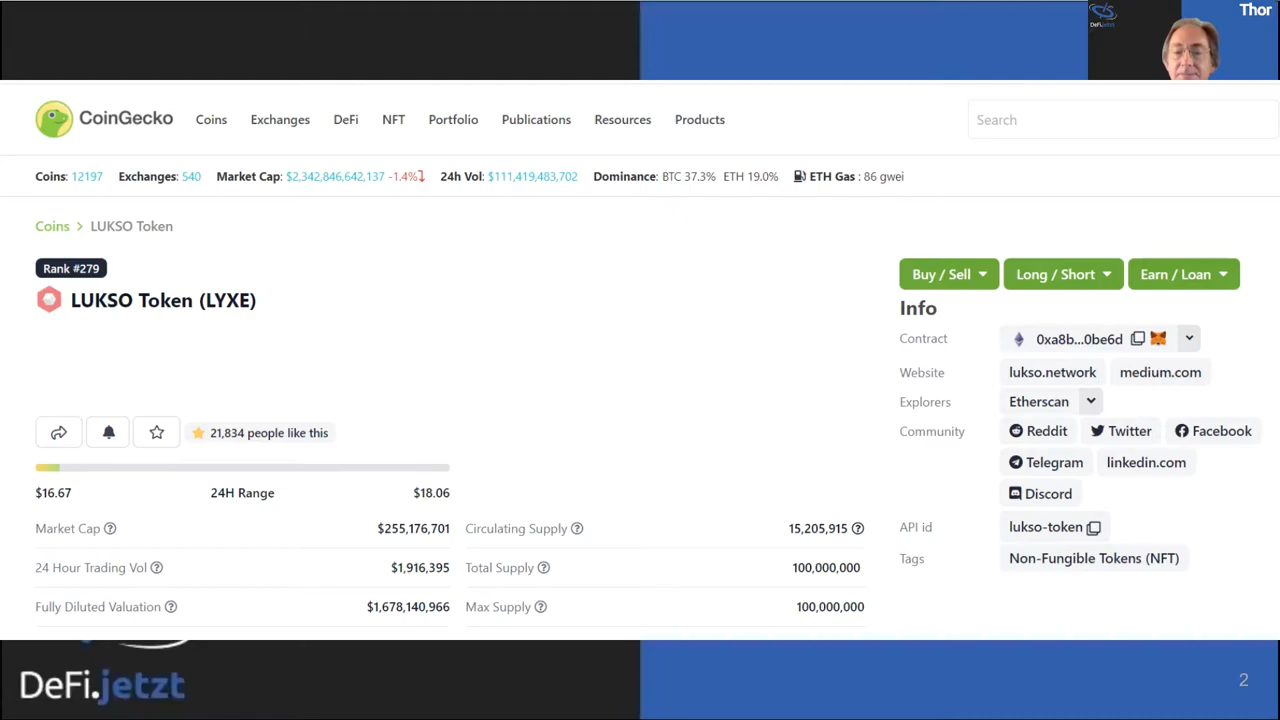 Thor
DeFi.jetzt
CoinGecko Coins Exchanges DeFi NFT Portfolio Publications Resources Products Search
Coins: 12197 Exchanges: 540 Market Cap: $2,342,846,642,137 -1.4% 24h Vol: $111,419,483,702 Dominance: BTC 37.3% ETH 19.0% ETH Gas : 86 gwei
Coins > LUKSO Token
Rank #279
LUKSO Token (LYXE)
21,834 people like this
$16.67 24H Range $18.06
Market Cap $255,176,701 Circulating Supply 15,205,915
24 Hour Trading Vol $1,916,395 Total Supply 100,000,000
Fully Diluted Valuation $1,678,140,966 Max Supply 100,000,000
Buy / Sell Long / Short Earn / Loan
Info
Contract 0xa8b...0be6d
Website lukso.network medium.com
Explorers Etherscan
Community Reddit Twitter Facebook
Telegram linkedin.com
Discord
API id lukso-token
Tags Non-Fungible Tokens (NFT)
DeFi.jetzt
2